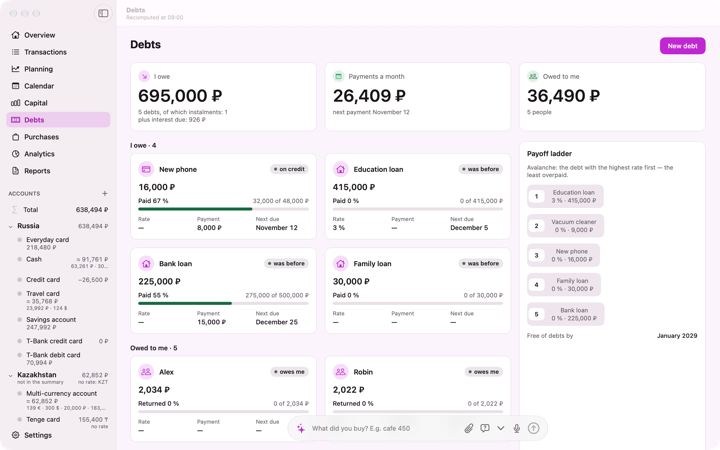 Debts
Recomputed at 09:00
Overview
Transactions
Planning
Calendar
Capital
Debts
Purchases
Analytics
Reports
ACCOUNTS
Total 638,494 ₽
Russia 638,494 ₽
Everyday card
218,480 ₽
Cash ≈ 91,761 ₽
63,261 ₽ · 30…
Credit card −26,500 ₽
Travel card
≈ 35,768 ₽
23,992 ₽ · 124 $
Savings account
247,992 ₽
T-Bank credit card 0 ₽
T-Bank debit card
70,994 ₽
Kazakhstan 62,852 ₽
not in the summary no rate: KZT
Multi-currency account
≈ 62,852 ₽
139 € · 300 $ · 20,000 ₽ · 183,…
Tenge card 155,400 ₸
no rate
Settings
Debts
New debt
I owe
695,000 ₽
5 debts, of which instalments: 1
plus interest due: 926 ₽
Payments a month
26,409 ₽
next payment November 12
Owed to me
36,490 ₽
5 people
I owe · 4
New phone on credit
16,000 ₽
Paid 67 % 32,000 of 48,000 ₽
Rate Payment Next due
— 8,000 ₽ November 12
Education loan was before
415,000 ₽
Paid 0 % 0 of 415,000 ₽
Rate Payment Next due
3 % — December 5
Bank loan was before
225,000 ₽
Paid 55 % 275,000 of 500,000 ₽
Rate Payment Next due
— 15,000 ₽ December 25
Family loan was before
30,000 ₽
Paid 0 % 0 of 30,000 ₽
Rate Payment Next due
— — —
Owed to me · 5
Alex owes me
2,034 ₽
Returned 0 % 0 of 2,034 ₽
Rate Payment Next due
— — —
Robin owes me
2,022 ₽
Returned 0 % 0 of 2,022 ₽
Payoff ladder
Avalanche: the debt with the highest rate first — the
least overpaid.
1 Education loan
3 % · 415,000 ₽
2 Vacuum cleaner
0 % · 9,000 ₽
3 New phone
0 % · 16,000 ₽
4 Family loan
0 % · 30,000 ₽
5 Bank loan
0 % · 225,000 ₽
Free of debts by January 2029
What did you buy? E.g. cafe 450